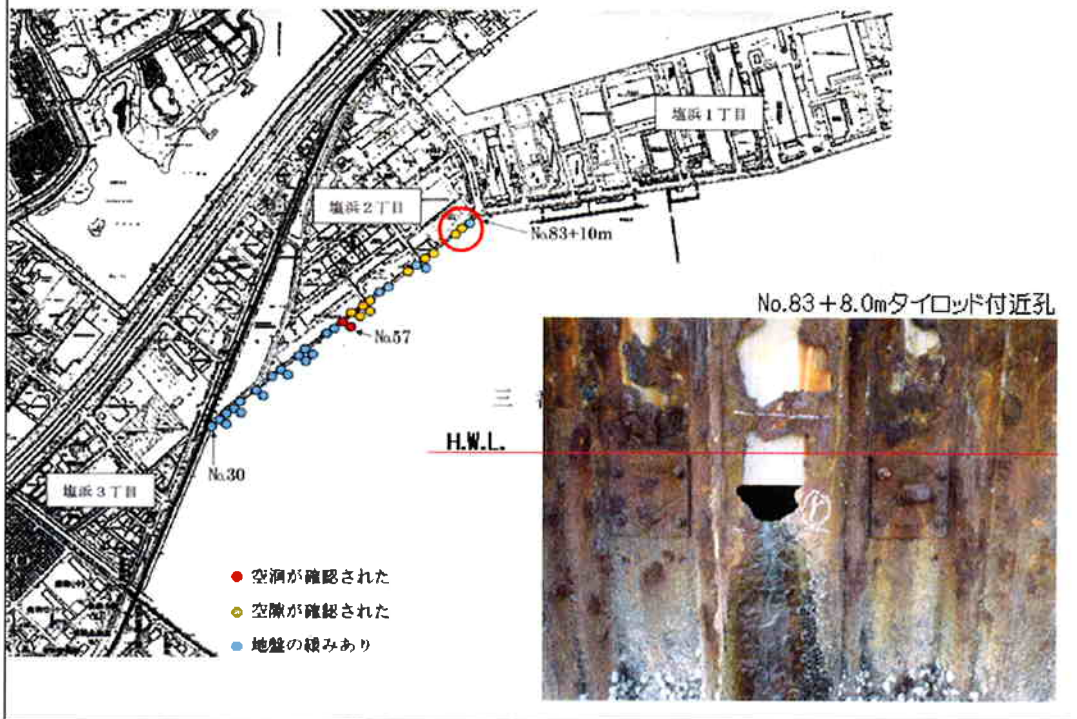 塩浜1丁目
塩浜2丁目
No.83+10m
No.83+8.0mタイロッド付近孔
No.57
三
H.W.L.
No.30
塩浜3丁目
空洞が確認された
空隙が確認された
地盤の緩みあり